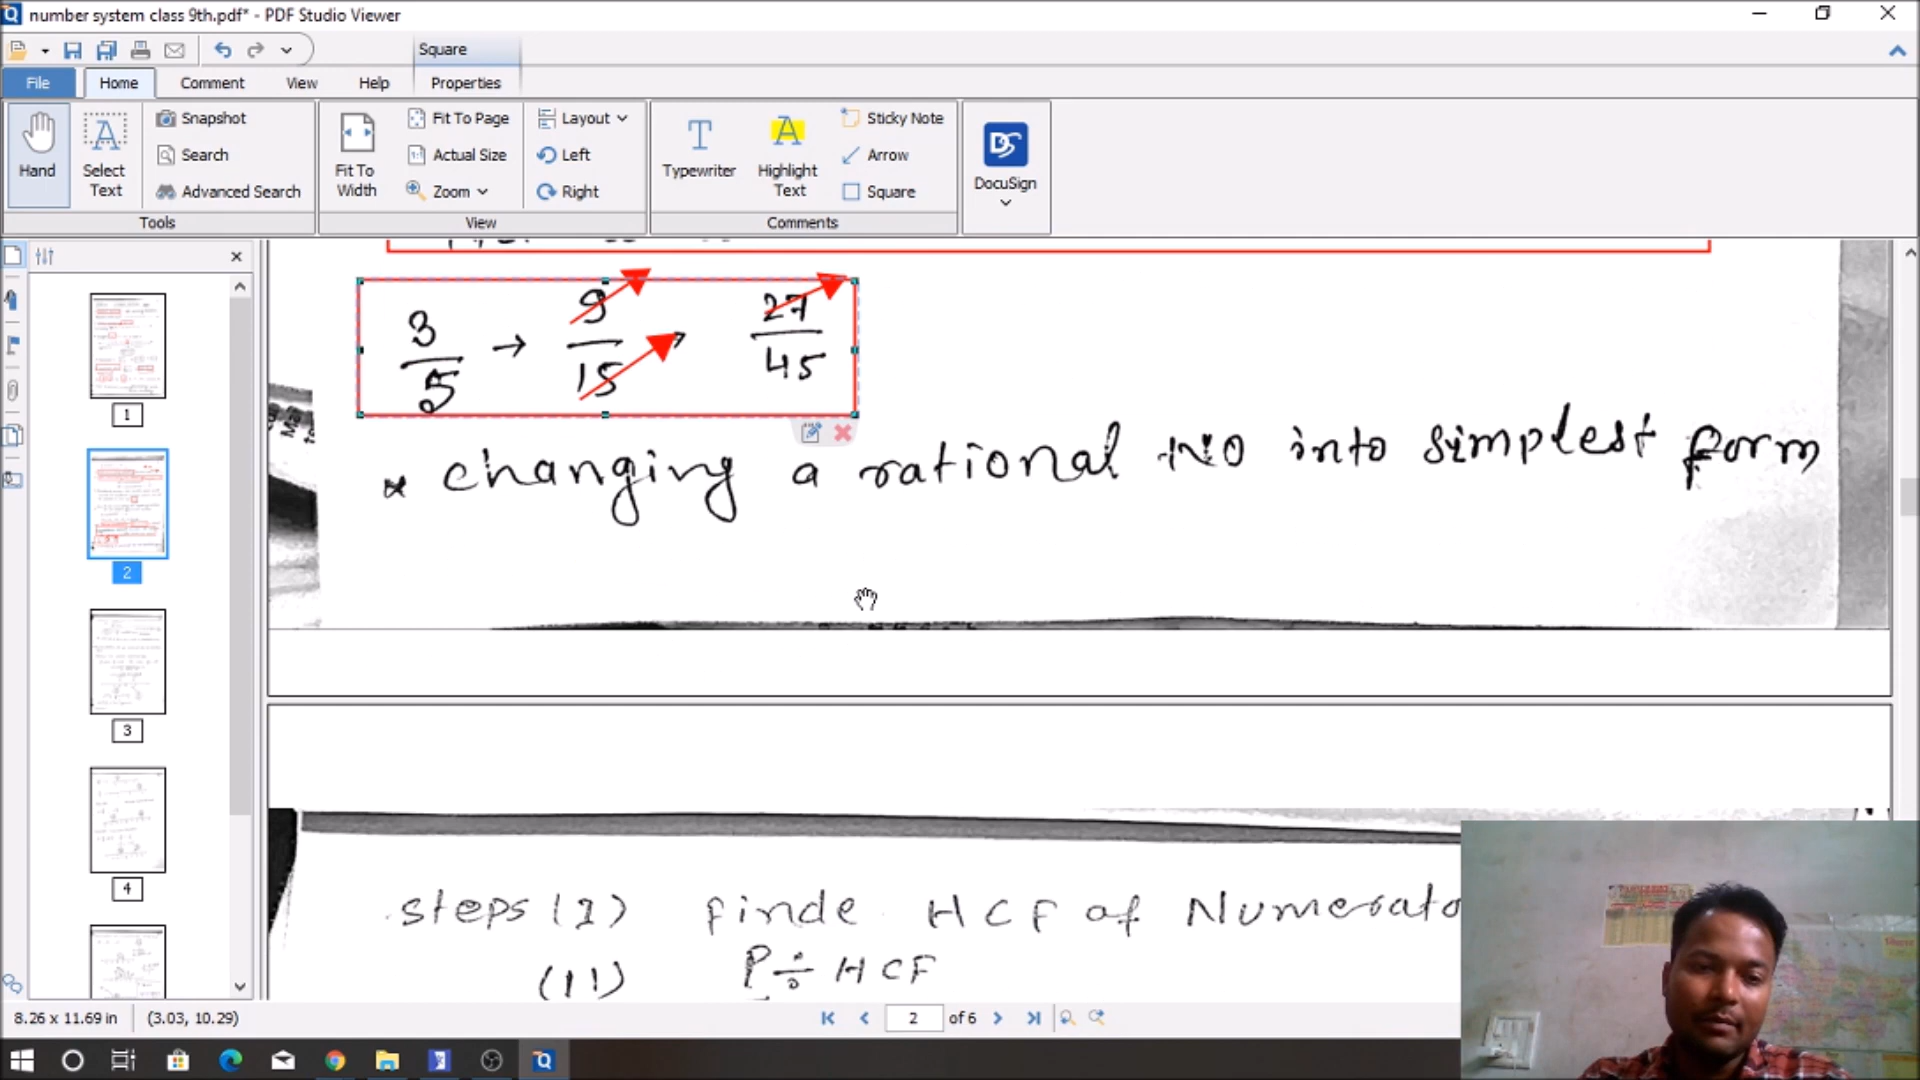 number system class 9th.pdf* - PDF Studio Viewer
Square
File Home Comment View Help Properties
Hand
Select Text
Snapshot
Search
Advanced Search
Tools
Fit To Width
Fit To Page
Actual Size
Zoom
Layout
Left
Right
View
Typewriter
Highlight Text
Sticky Note
Arrow
Square
Comments
DocuSign
1
2
3
4
3/5 → 9/15 → 27/45
* changing a rational NO into simplest form
steps (I) finde HCF of Numerato
(II) P ÷ HCF
8.26 x 11.69 in (3.03, 10.29)
2 of 6